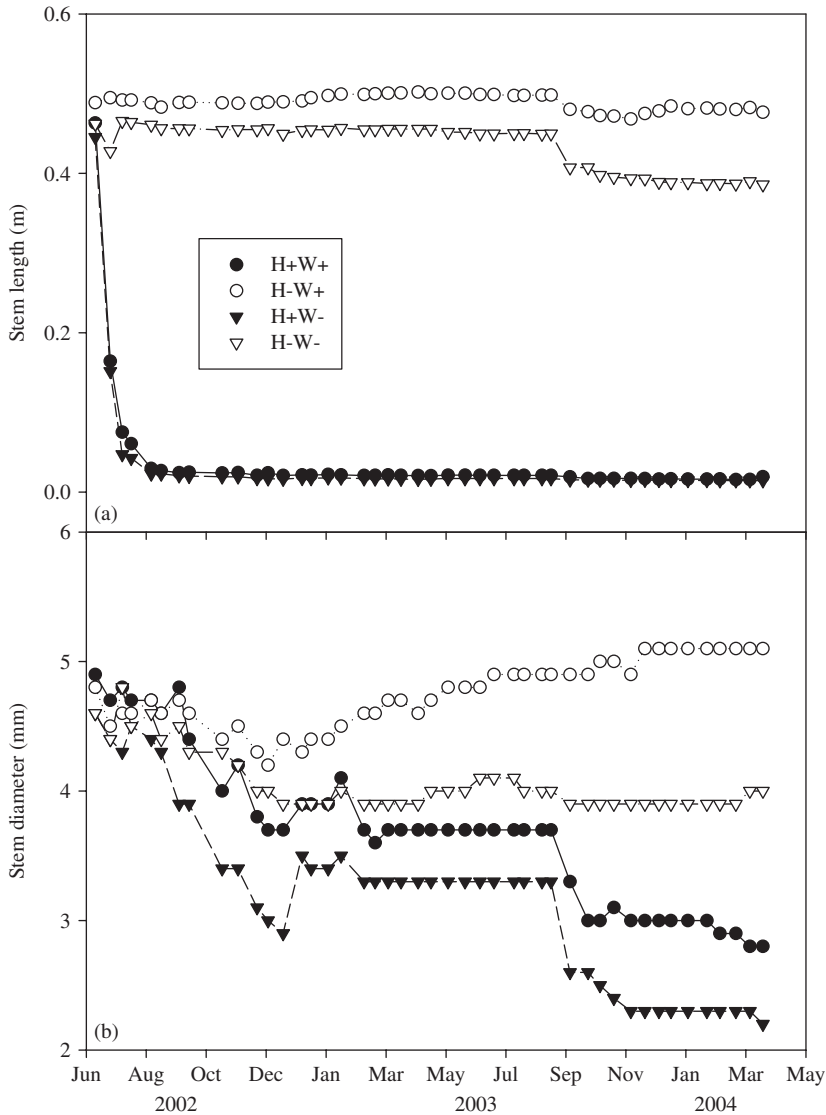 0.6
0.4
0.2
0.0
Stem length (m)
H+W+
H-W+
H+W-
H-W-
(a)
6
5
4
3
2
Stem diameter (mm)
(b)
Jun Aug Oct Dec Jan Mar May Jul Sep Nov Jan Mar May
2002 2003 2004